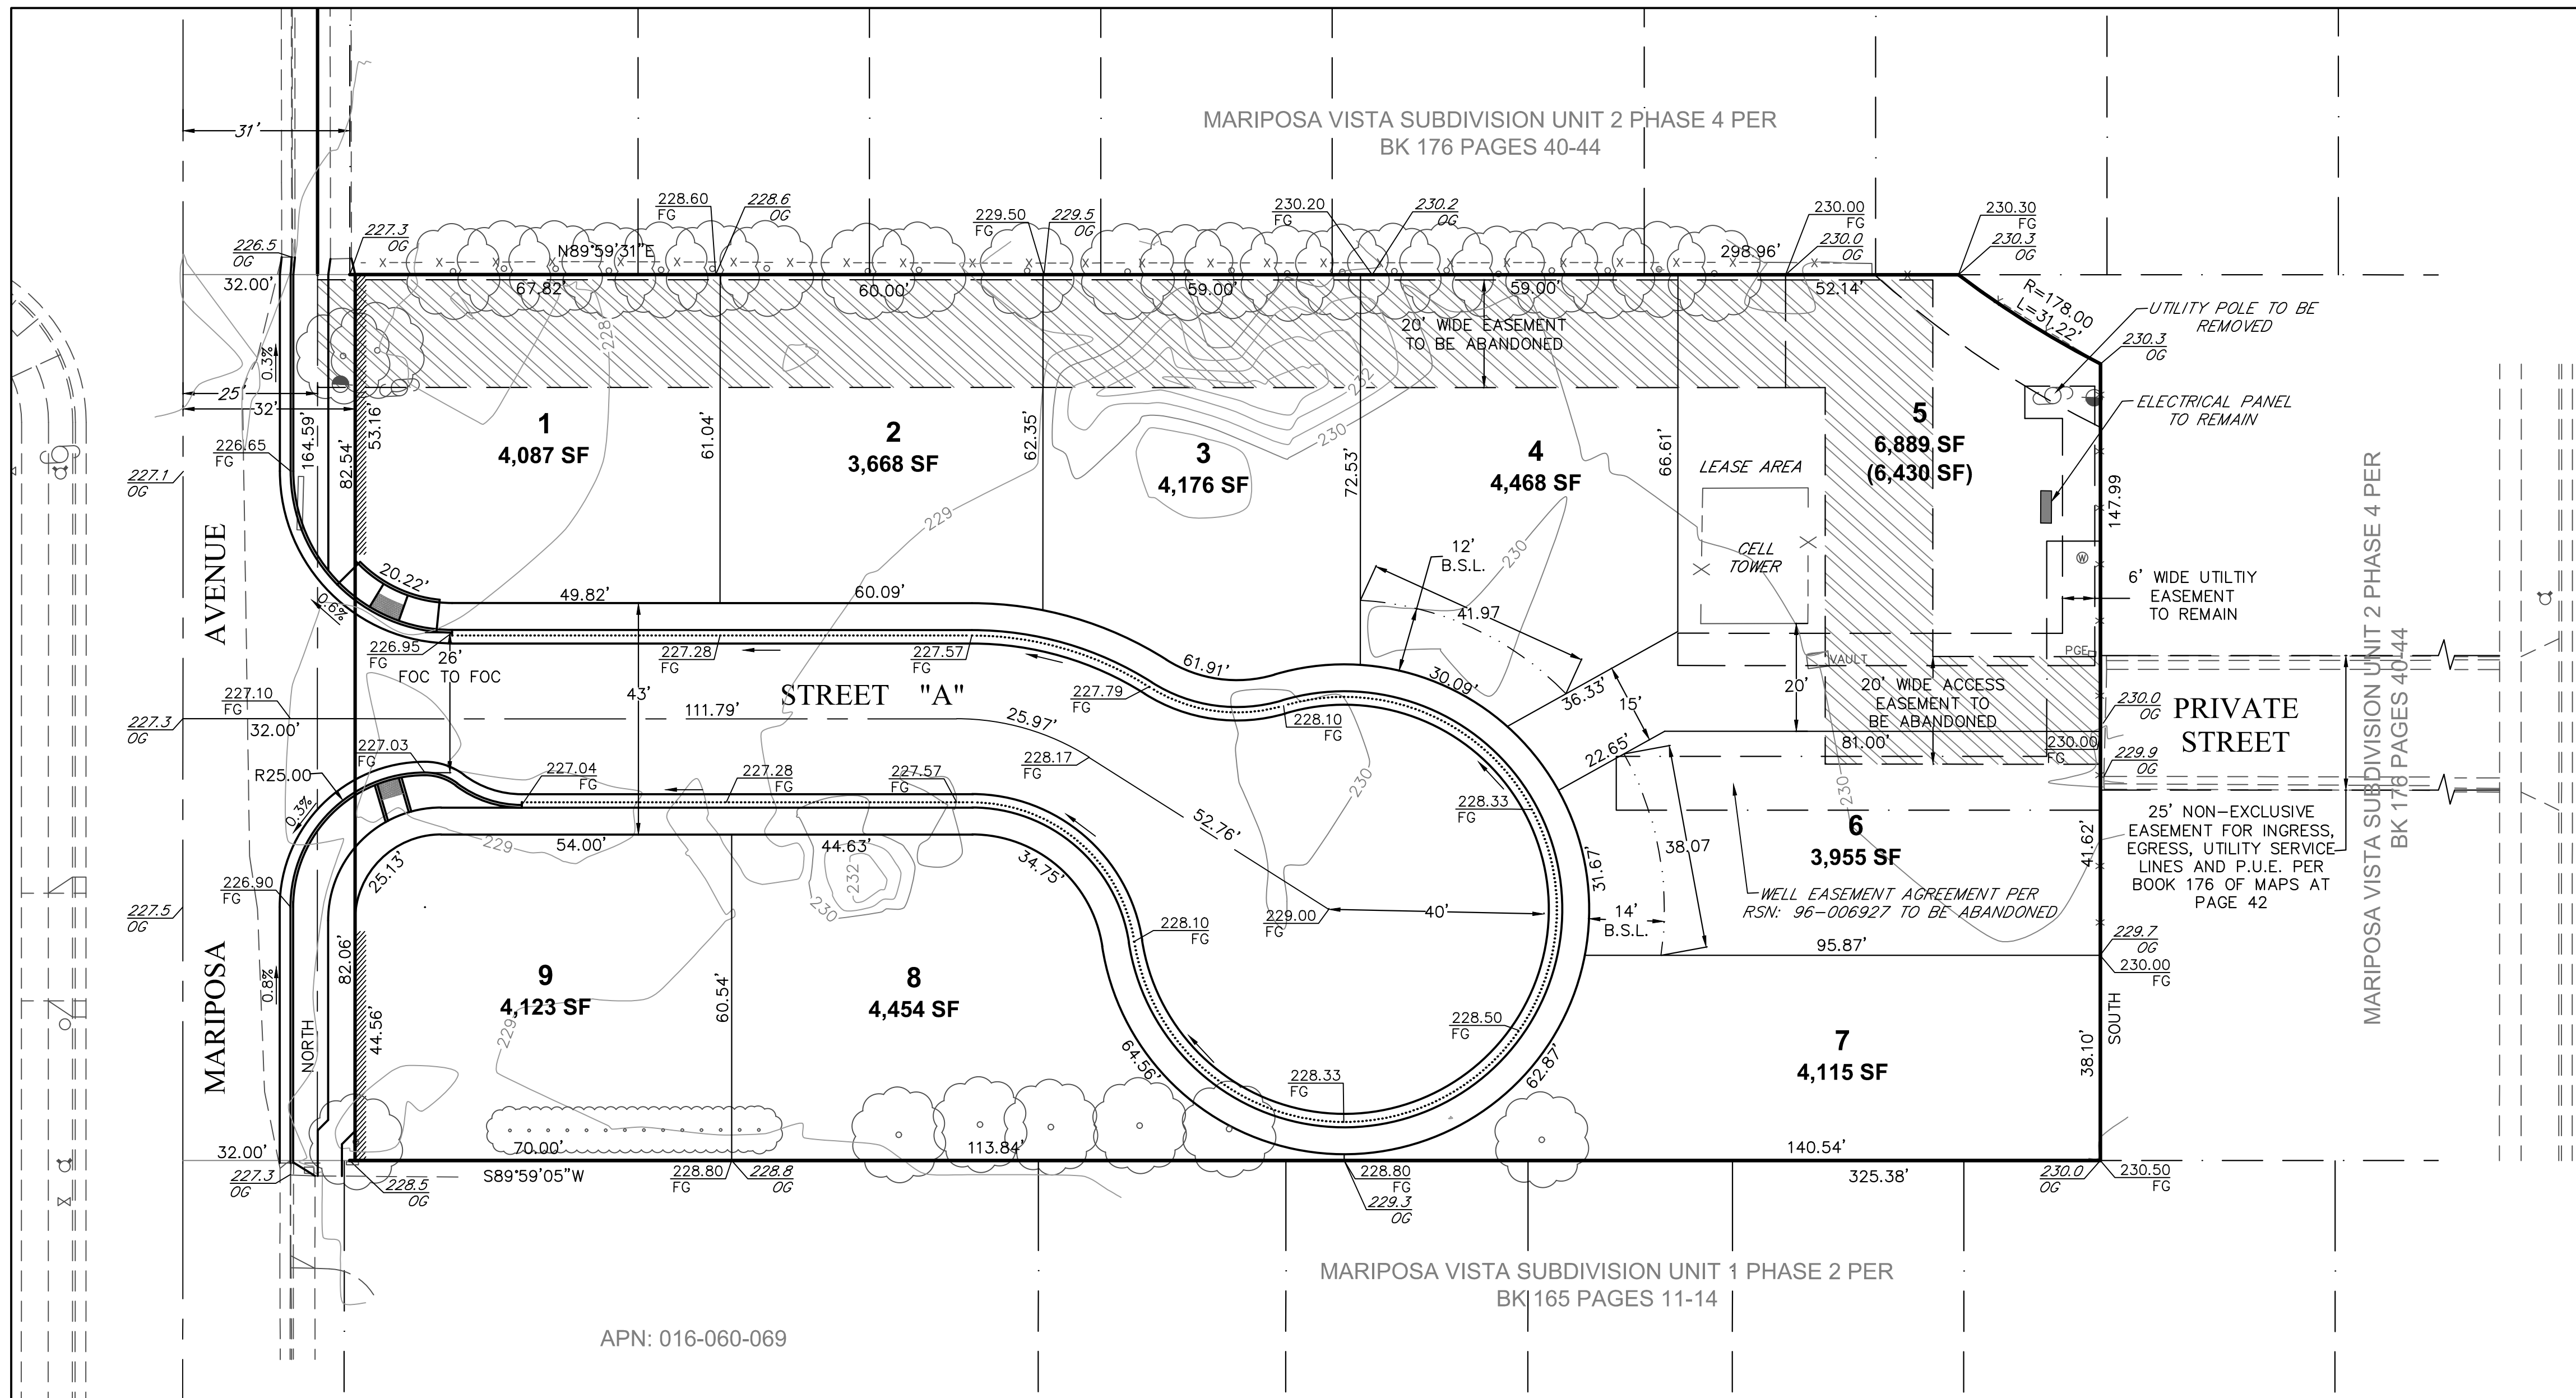 31'
MARIPOSA VISTA SUBDIVISION UNIT 2 PHASE 4 PER
BK 176 PAGES 40-44
226.5
OG
227.3
OG
N89°59'31"E
228.60
FG
228.6
OG
229.50
FG
229.5
OG
230.20
FG
230.2
OG
298.96'
230.00
FG
230.0
OG
230.30
FG
230.3
OG
32.00'
67.82'
60.00'
59.00'
59.00'
52.14'
R=178.00
L=31.22'
UTILITY POLE TO BE
REMOVED
230.3
OG
228
20' WIDE EASEMENT
TO BE ABANDONED
232
230
0.3%
25'
32'
ELECTRICAL PANEL
TO REMAIN
226.65
FG
164.59'
82.54'
53.16'
227.1
OG
1
4,087 SF
61.04'
2
3,668 SF
62.35'
3
4,176 SF
72.53'
4
4,468 SF
66.61'
LEASE AREA
CELL
TOWER
5
6,889 SF
(6,430 SF)
147.99
W
229
230
12'
B.S.L.
41.97
6' WIDE UTILTIY
EASEMENT
TO REMAIN
MARIPOSA VISTA SUBDIVISION UNIT 2 PHASE 4 PER
BK 176 PAGES 40-44
AVENUE
0.6%
20.22'
49.82'
60.09'
226.95
FG
26'
FOC TO FOC
227.28
FG
227.57
FG
61.91'
30.09'
36.33'
15'
VAULT
PGE
227.10
FG
227.3
OG
32.00'
43'
111.79'
STREET "A"
25.97'
227.79
FG
228.10
FG
20'
20' WIDE ACCESS
EASEMENT TO
BE ABANDONED
81.00'
230.00
FG
230.0
OG
229.9
OG
PRIVATE
STREET
227.03
FG
R25.00
0.3%
227.04
FG
227.28
FG
227.57
FG
228.17
FG
52.76'
230
228.33
FG
22.65'
38.07
230
229
54.00'
44.63'
34.75'
25.13'
232
230
31.67'
6
3,955 SF
41.62'
25' NON-EXCLUSIVE
EASEMENT FOR INGRESS,
EGRESS, UTILITY SERVICE
LINES AND P.U.E. PER
BOOK 176 OF MAPS AT
PAGE 42
226.90
FG
227.5
OG
229.00
FG
40'
14'
B.S.L.
WELL EASEMENT AGREEMENT PER
RSN: 96-006927 TO BE ABANDONED
228.10
FG
95.87'
229.7
OG
230.00
FG
MARIPOSA
0.8%
NORTH
82.06'
44.56'
9
4,123 SF
229
60.54'
8
4,454 SF
228.50
FG
7
4,115 SF
38.10'
SOUTH
64.56'
62.87'
228.33
FG
32.00'
70.00'
113.84'
140.54'
227.3
OG
228.5
OG
S89°59'05"W
228.80
FG
228.8
OG
228.80
FG
229.3
OG
325.38'
230.0
OG
230.50
FG
MARIPOSA VISTA SUBDIVISION UNIT 1 PHASE 2 PER
BK 165 PAGES 11-14
APN: 016-060-069